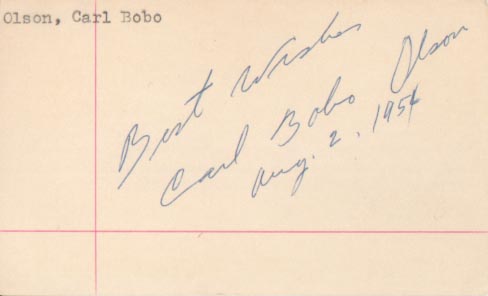 Olson, Carl Bobo
Best Wishes
Carl Bobo Olson
Aug. 2, 1954